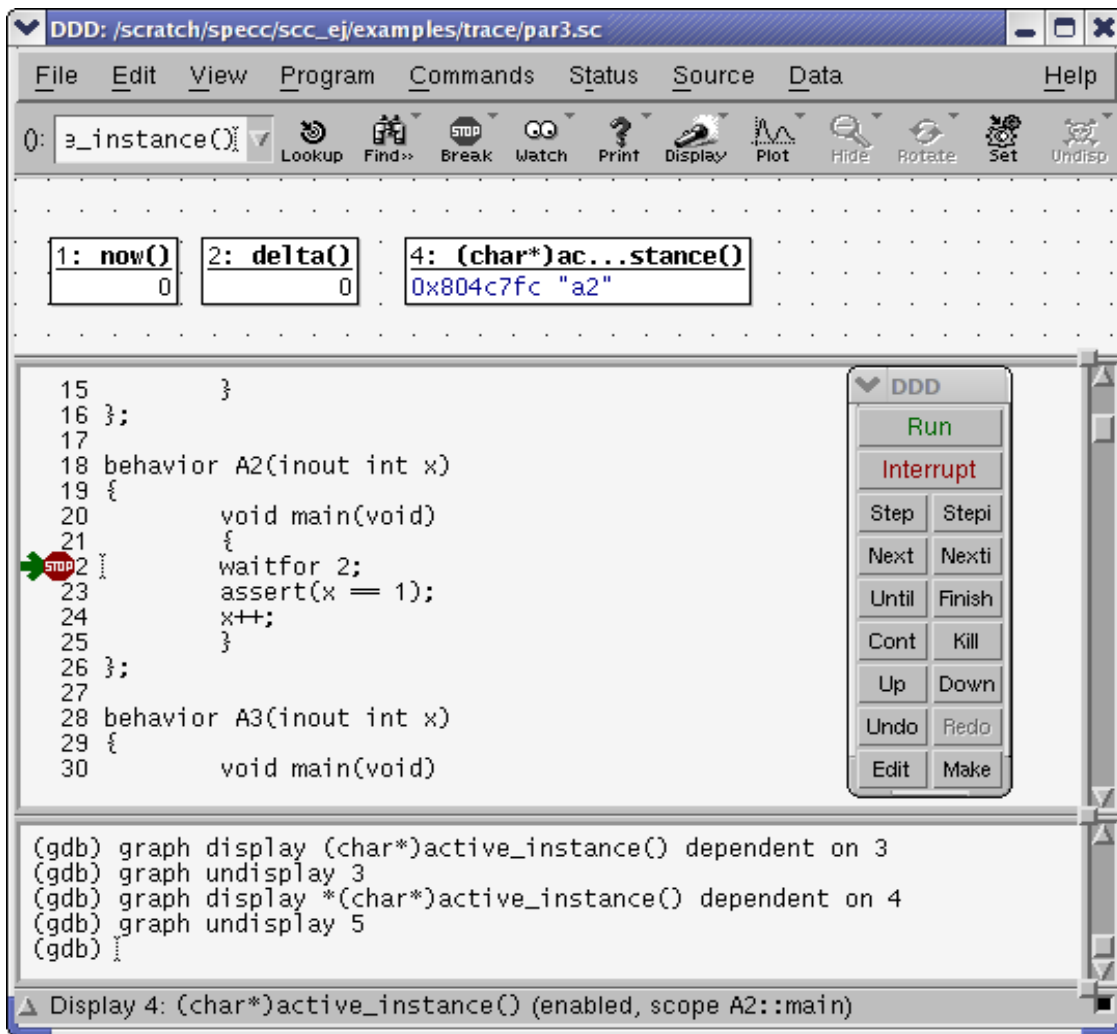 DDD: /scratch/specc/scc_ej/examples/trace/par3.sc
File Edit View Program Commands Status Source Data Help
(): e_instance() Lookup Find» Break Watch Print Display Plot Hide Rotate Set Undisp
STOP
1: now() 2: delta() 4: (char*)ac...stance()
0 0 0x804c7fc "a2"
15 }
16 };
17
18 behavior A2(inout int x)
19 {
20 void main(void)
21 {
STOP 2 waitfor 2;
23 assert(x == 1);
24 x++;
25 }
26 };
27
28 behavior A3(inout int x)
29 {
30 void main(void)
DDD
Run
Interrupt
Step Stepi
Next Nexti
Until Finish
Cont Kill
Up Down
Undo Redo
Edit Make
(gdb) graph display (char*)active_instance() dependent on 3
(gdb) graph undisplay 3
(gdb) graph display *(char*)active_instance() dependent on 4
(gdb) graph undisplay 5
(gdb)
Display 4: (char*)active_instance() (enabled, scope A2::main)